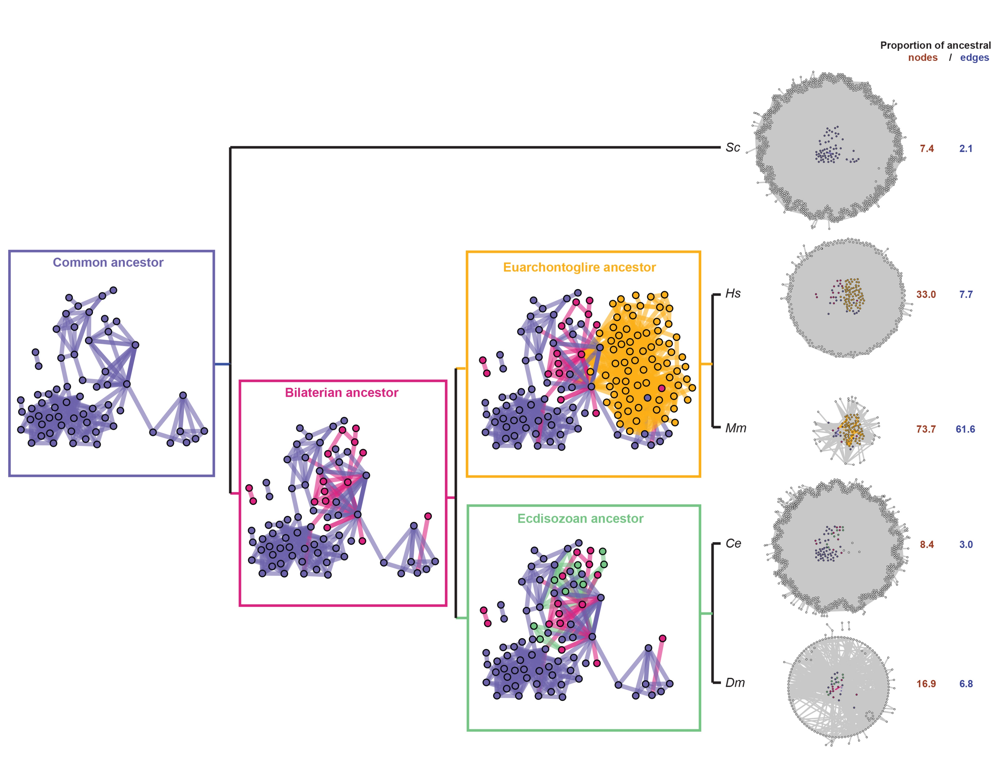 Proportion of ancestral
nodes / edges
Sc 7.4 2.1
Common ancestor
Euarchontoglire ancestor
Hs 33.0 7.7
Bilaterian ancestor
Mm 73.7 61.6
Ecdisozoan ancestor
Ce 8.4 3.0
Dm 16.9 6.8